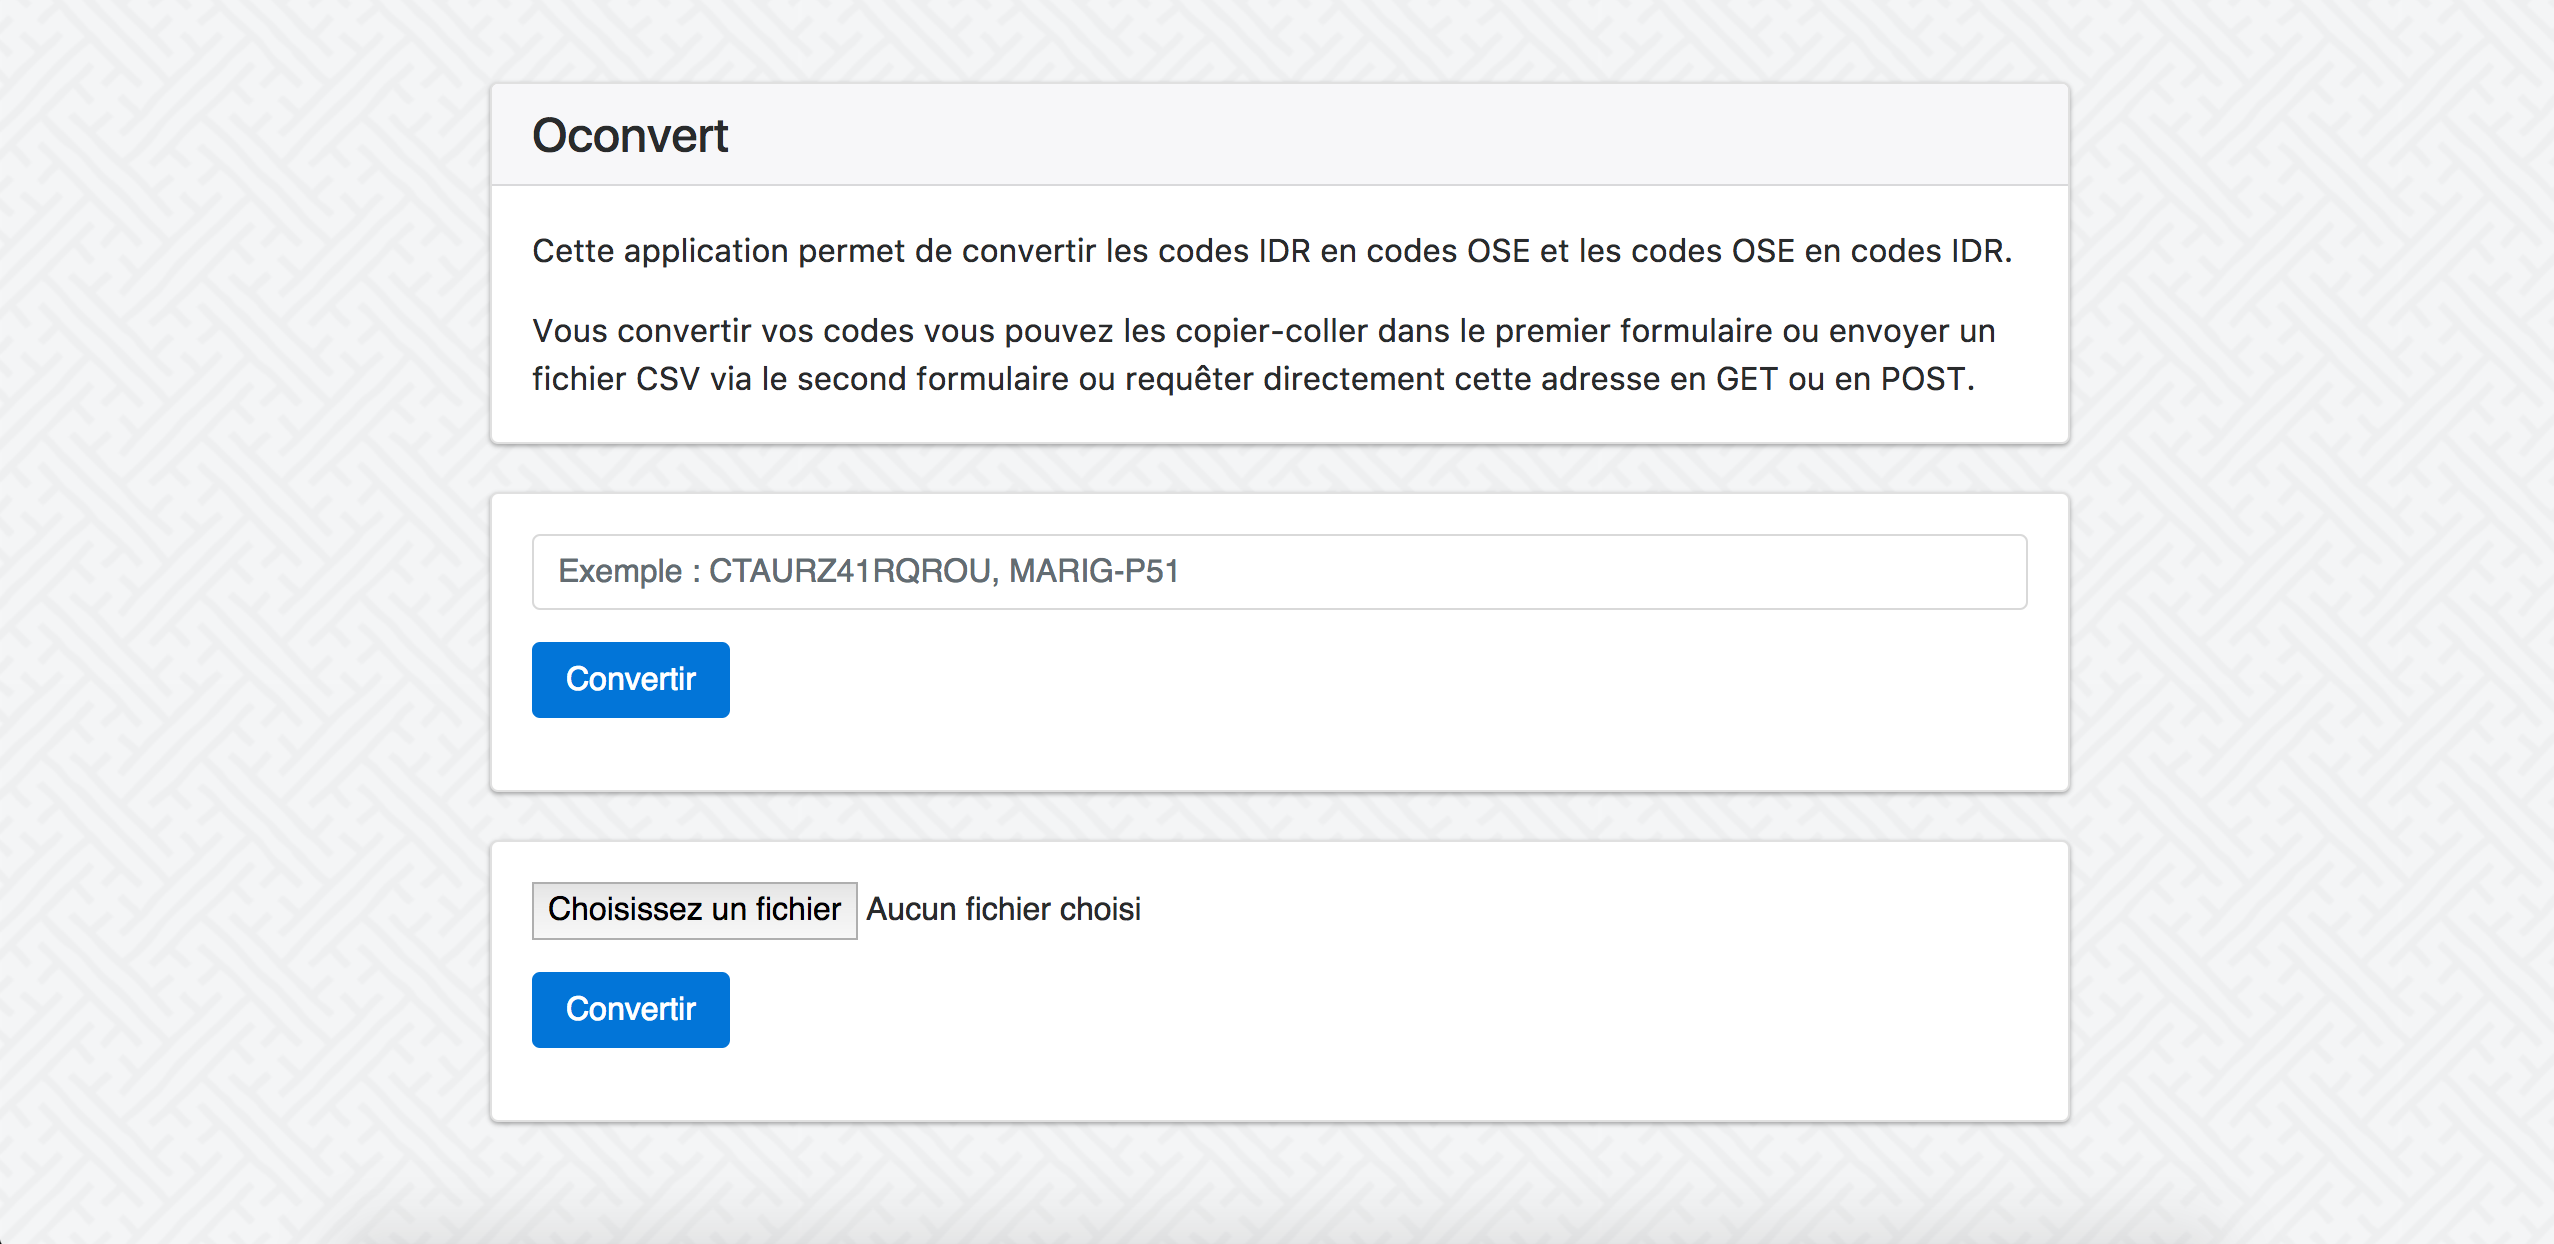 Oconvert
Cette application permet de convertir les codes IDR en codes OSE et les codes OSE en codes IDR.
Vous convertir vos codes vous pouvez les copier-coller dans le premier formulaire ou envoyer un
fichier CSV via le second formulaire ou requêter directement cette adresse en GET ou en POST.
Exemple : CTAURZ41RQROU, MARIG-P51
Convertir
Choisissez un fichier Aucun fichier choisi
Convertir